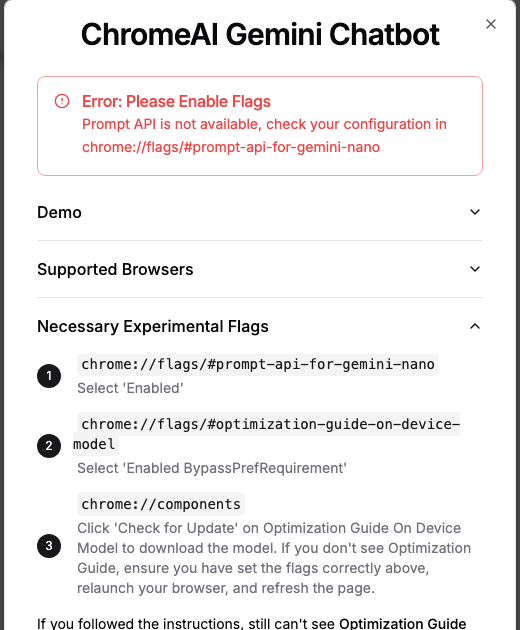 ChromeAI Gemini Chatbot
Error: Please Enable Flags
Prompt API is not available, check your configuration in
chrome://flags/#prompt-api-for-gemini-nano
Demo
Supported Browsers
Necessary Experimental Flags
1
chrome://flags/#prompt-api-for-gemini-nano
Select 'Enabled'
2
chrome://flags/#optimization-guide-on-device-
model
Select 'Enabled BypassPrefRequirement'
3
chrome://components
Click 'Check for Update' on Optimization Guide On Device
Model to download the model. If you don't see Optimization
Guide, ensure you have set the flags correctly above,
relaunch your browser, and refresh the page.
If you followed the instructions, still can't see Optimization Guide